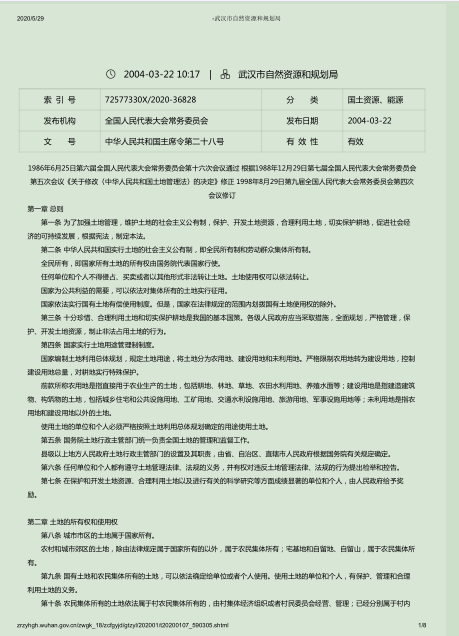 2020/5/29 -武汉市自然资源和规划局
2004-03-22 10:17 | 武汉市自然资源和规划局
索 引 号 72577330X/2020-36828 分 类 国土资源、能源
发布机构 全国人民代表大会常务委员会 发布日期 2004-03-22
文 号 中华人民共和国主席令第二十八号 有 效 性 有效
1986年6月25日第六届全国人民代表大会常务委员会第十六次会议通过 根据1988年12月29日第七届全国人民代表大会常务委员会
第五次会议《关于修改〈中华人民共和国土地管理法〉的决定》修正 1998年8月29日第九届全国人民代表大会常务委员会第四次
会议修订
第一章 总则
第一条 为了加强土地管理，维护土地的社会主义公有制，保护、开发土地资源，合理利用土地，切实保护耕地，促进社会经
济的可持续发展，根据宪法，制定本法。
第二条 中华人民共和国实行土地的社会主义公有制，即全民所有制和劳动群众集体所有制。
全民所有，即国家所有土地的所有权由国务院代表国家行使。
任何单位和个人不得侵占、买卖或者以其他形式非法转让土地。土地使用权可以依法转让。
国家为公共利益的需要，可以依法对集体所有的土地实行征用。
国家依法实行国有土地有偿使用制度。但是，国家在法律规定的范围内划拨国有土地使用权的除外。
第三条 十分珍惜、合理利用土地和切实保护耕地是我国的基本国策。各级人民政府应当采取措施，全面规划，严格管理，保
护、开发土地资源，制止非法占用土地的行为。
第四条 国家实行土地用途管理制制度。
国家编制土地利用总体规划，规定土地用途，将土地分为农用地、建设用地和未利用地。严格限制农用地转为建设用地，控制
建设用地总量，对耕地实行特殊保护。
前款所称农用地是指直接用于农业生产的土地，包括耕地、林地、草地、农田水利用地、养殖水面等；建设用地是指建造建筑
物、构筑物的土地，包括城乡住宅和公共设施用地、工矿用地、交通水利设施用地、旅游用地、军事设施用地等；未利用地是指农
用地和建设用地以外的土地。
使用土地的单位和个人必须严格按照土地利用总体规划确定的用途使用土地。
第五条 国务院土地行政主管部门统一负责全国土地的管理和监督工作。
县级以上地方人民政府土地行政主管部门的设置及其职责，由省、自治区、直辖市人民政府根据国务院有关规定确定。
第六条 任何单位和个人都有遵守土地管理法律、法规的义务，并有权对违反土地管理法律、法规的行为提出检举和控告。
第七条 在保护和开发土地资源、合理利用土地以及进行有关的科学研究等方面成绩显著的单位和个人，由人民政府给予奖
励。
第二章 土地的所有权和使用权
第八条 城市市区的土地属于国家所有。
农村和城市郊区的土地，除由法律规定属于国家所有的以外，属于农民集体所有；宅基地和自留地、自留山，属于农民集体所
有。
第九条 国有土地和农民集体所有的土地，可以依法确定给单位或者个人使用。使用土地的单位和个人，有保护、管理和合理
利用土地的义务。
第十条 农民集体所有的土地依法属于村农民集体所有的，由村集体经济组织或者村民委员会经营、管理；已经分别属于村内
zrzyhgh.wuhan.gov.cn/zwgk_18/zcfgyjd/gtzyl/202001/t20200107_590305.shtml 1/8